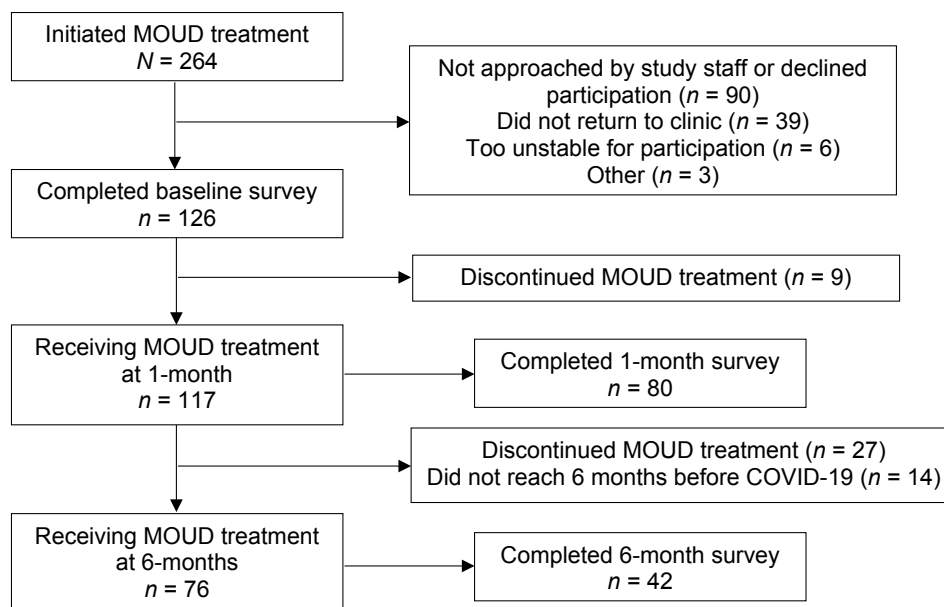 Initiated MOUD treatment
N = 264
Not approached by study staff or declined
participation (n = 90)
Did not return to clinic (n = 39)
Too unstable for participation (n = 6)
Other (n = 3)
Completed baseline survey
n = 126
Discontinued MOUD treatment (n = 9)
Receiving MOUD treatment
at 1-month
n = 117
Completed 1-month survey
n = 80
Discontinued MOUD treatment (n = 27)
Did not reach 6 months before COVID-19 (n = 14)
Receiving MOUD treatment
at 6-months
n = 76
Completed 6-month survey
n = 42